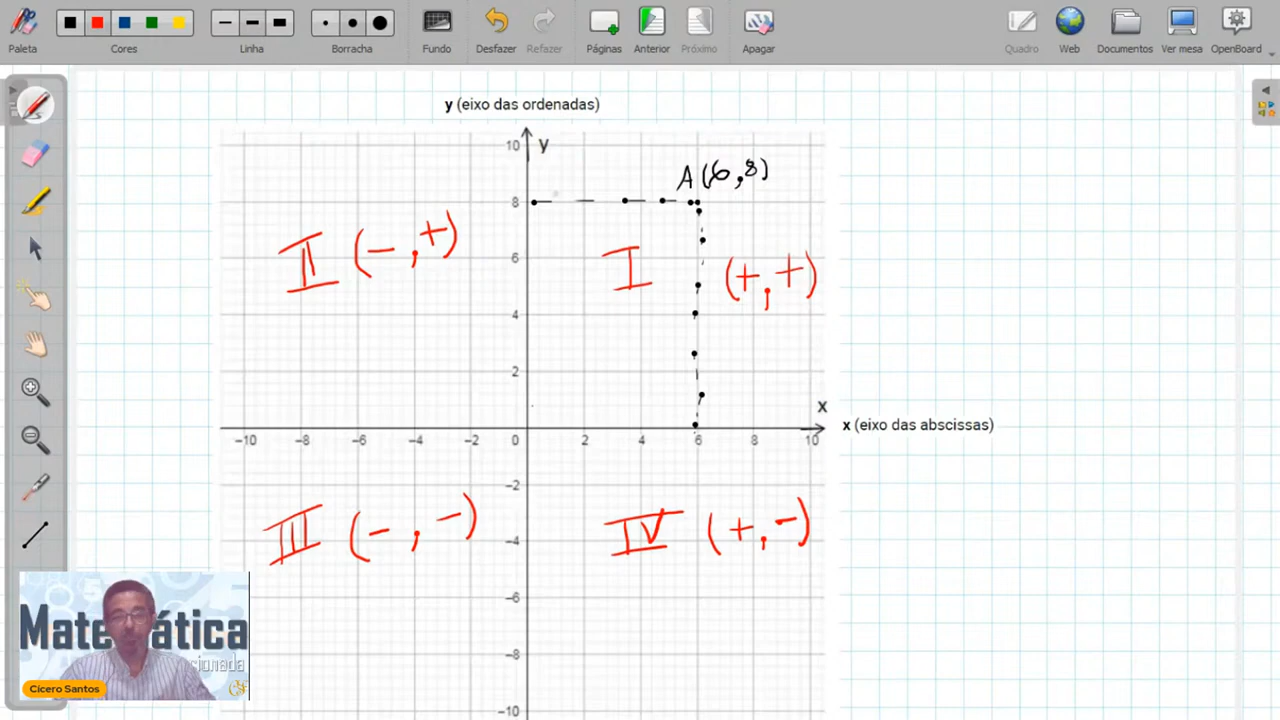 Paleta
Cores
Linha
Borracha
Fundo
Desfazer
Refazer
Páginas
Anterior
Próximo
Apagar
Quadro
Web
Documentos
Ver mesa
OpenBoard
y (eixo das ordenadas)
10 y
A (6,8)
8
II (-,+)
6
I (+,+)
4
2
x
x (eixo das abscissas)
-10 -8 -6 -4 -2 0 2 4 6 8 10
-2
III (-,-)
IV (+,-)
-4
-6
-8
-10
Matemática
Cícero Santos